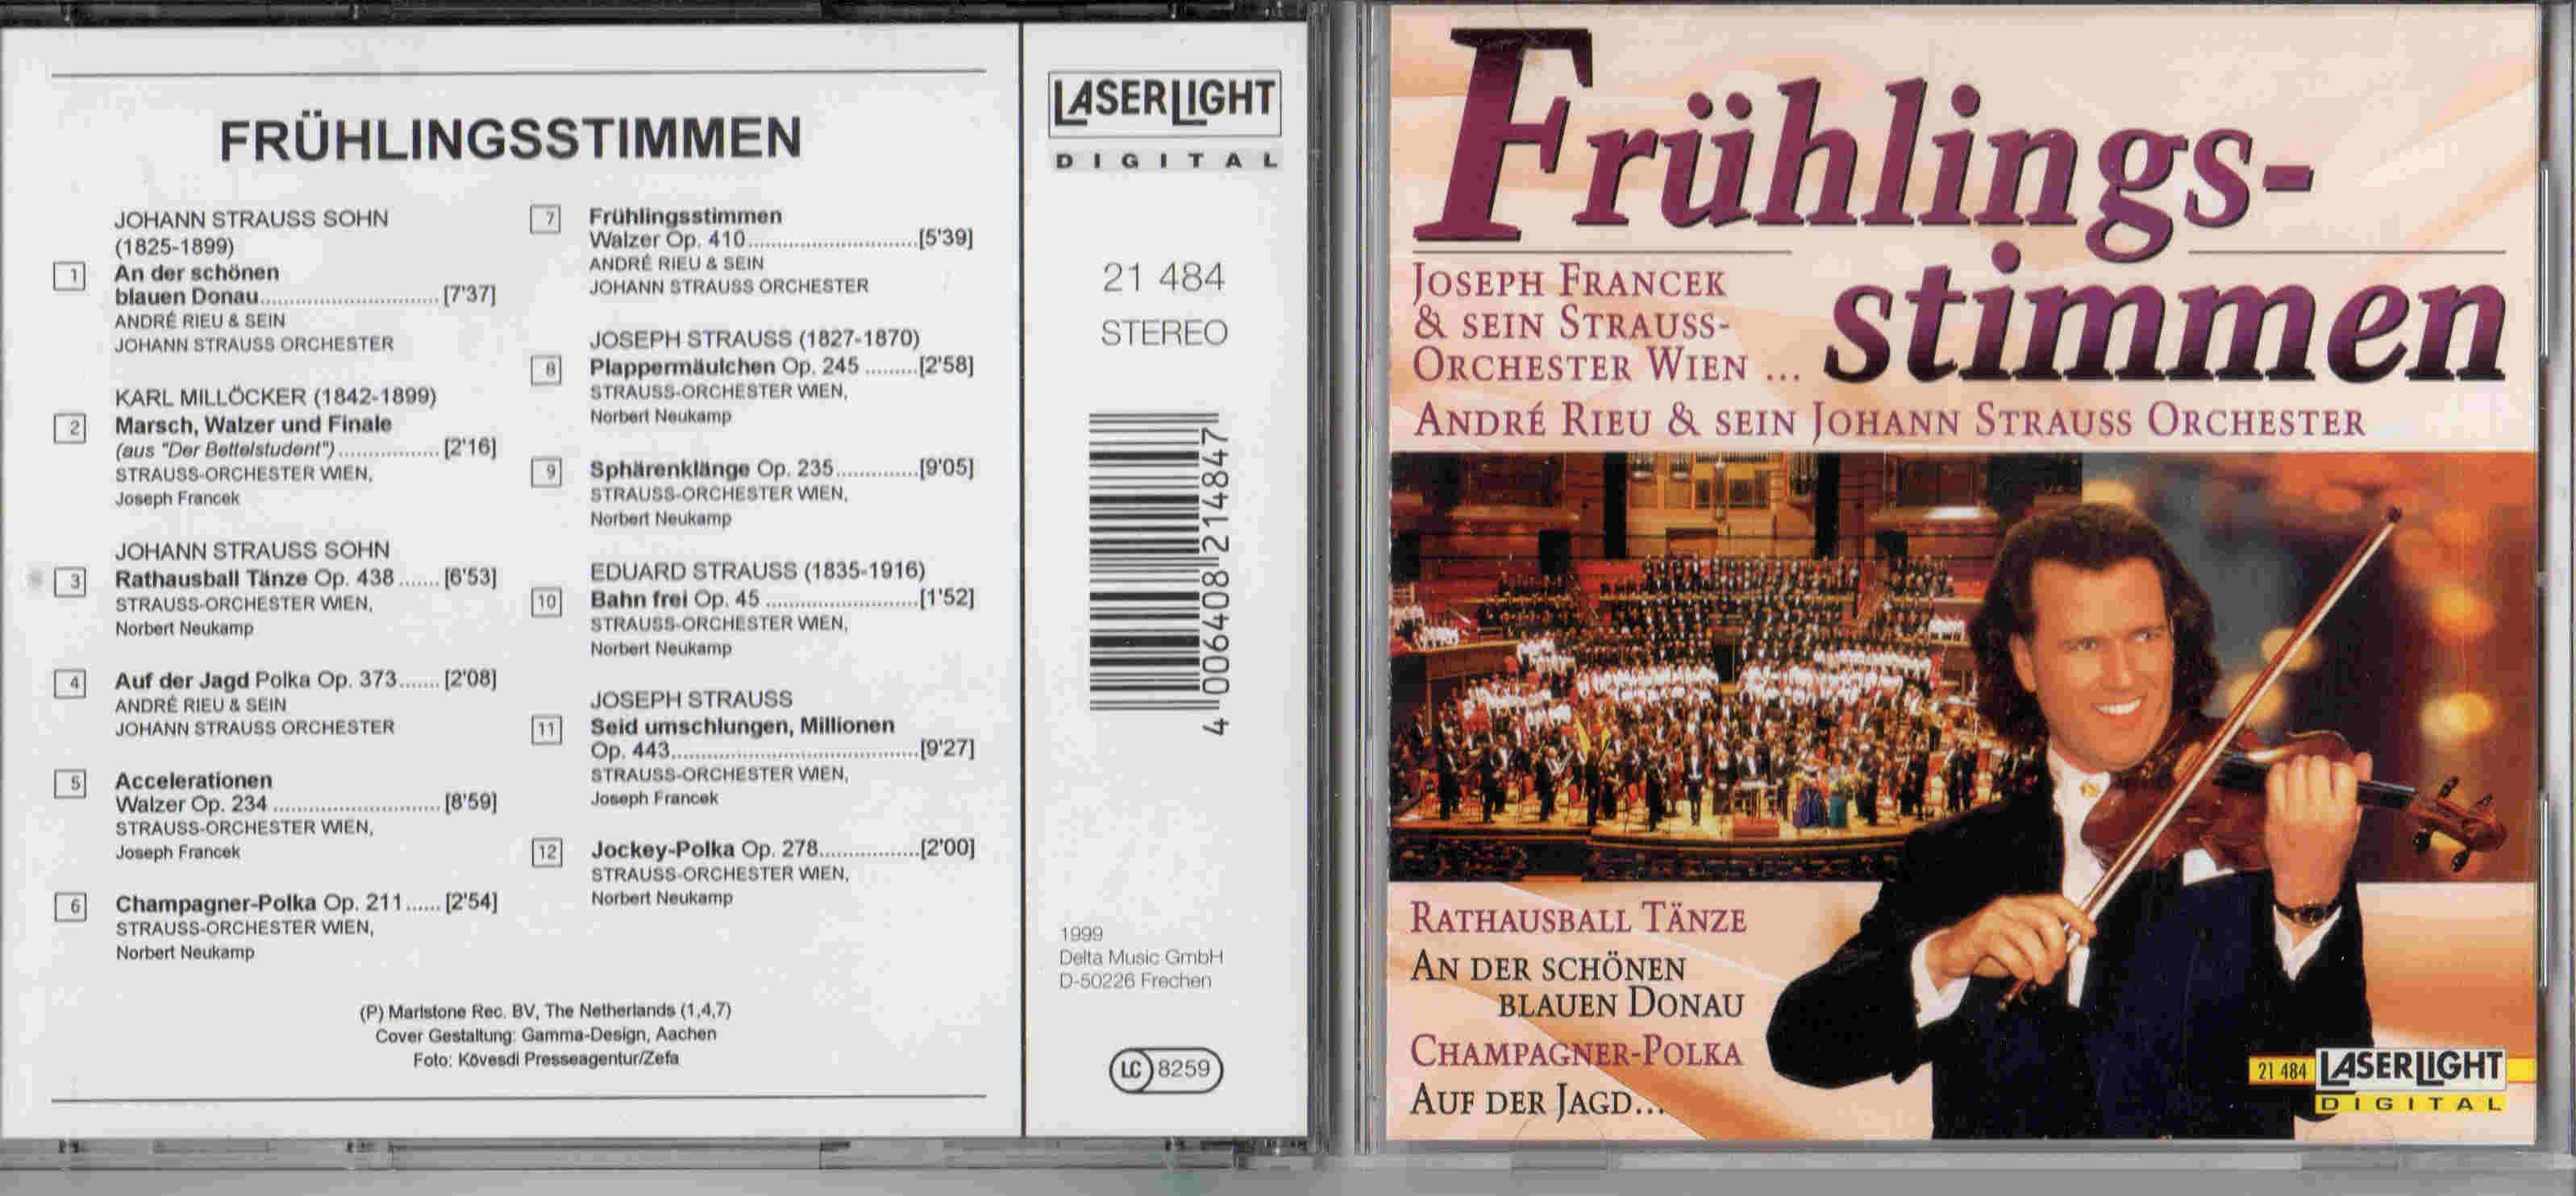 FRÜHLINGSSTIMMEN
JOHANN STRAUSS SOHN
(1825-1899)
1 An der schönen
blauen Donau.............................. [7'37]
ANDRÉ RIEU & SEIN
JOHANN STRAUSS ORCHESTER
KARL MILLÖCKER (1842-1899)
2 Marsch, Walzer und Finale
(aus "Der Bettelstudent")................. [2'16]
STRAUSS-ORCHESTER WIEN,
Joseph Francek
JOHANN STRAUSS SOHN
3 Rathausball Tänze Op. 438....... [6'53]
STRAUSS-ORCHESTER WIEN,
Norbert Neukamp
4 Auf der Jagd Polka Op. 373....... [2'08]
ANDRÉ RIEU & SEIN
JOHANN STRAUSS ORCHESTER
5 Accelerationen
Walzer Op. 234............................ [8'59]
STRAUSS-ORCHESTER WIEN,
Joseph Francek
6 Champagner-Polka Op. 211...... [2'54]
STRAUSS-ORCHESTER WIEN,
Norbert Neukamp
7 Frühlingsstimmen
Walzer Op. 410.............................[5'39]
ANDRÉ RIEU & SEIN
JOHANN STRAUSS ORCHESTER
JOSEPH STRAUSS (1827-1870)
8 Plappermäulchen Op. 245 .........[2'58]
STRAUSS-ORCHESTER WIEN,
Norbert Neukamp
9 Sphärenklänge Op. 235..............[9'05]
STRAUSS-ORCHESTER WIEN,
Norbert Neukamp
EDUARD STRAUSS (1835-1916)
10 Bahn frei Op. 45 ..........................[1'52]
STRAUSS-ORCHESTER WIEN,
Norbert Neukamp
JOSEPH STRAUSS
11 Seid umschlungen, Millionen
Op. 443..........................................[9'27]
STRAUSS-ORCHESTER WIEN,
Joseph Francek
12 Jockey-Polka Op. 278.................[2'00]
STRAUSS-ORCHESTER WIEN,
Norbert Neukamp
(P) Marlstone Rec. BV, The Netherlands (1,4,7)
Cover Gestaltung: Gamma-Design, Aachen
Foto: Kövesdi Presseagentur/Zefa
LASERLIGHT
DIGITAL
21 484
STEREO
4 006408 214847
1999
Delta Music GmbH
D-50226 Frechen
LC 8259
Frühlings-
stimmen
JOSEPH FRANCEK
& SEIN STRAUSS-
ORCHESTER WIEN ...
ANDRÉ RIEU & SEIN JOHANN STRAUSS ORCHESTER
RATHAUSBALL TÄNZE
AN DER SCHÖNEN
BLAUEN DONAU
CHAMPAGNER-POLKA
AUF DER JAGD...
21 484 LASERLIGHT
DIGITAL